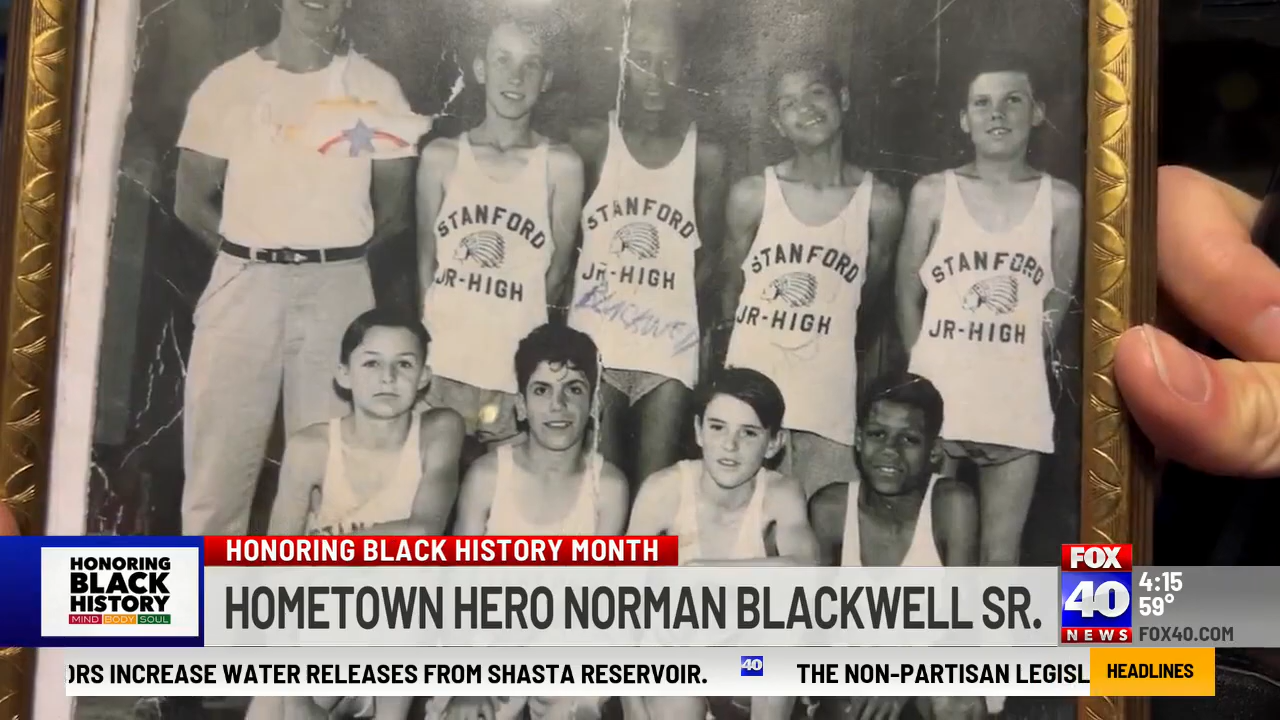 STANFORD
JR-HIGH
STANFORD
JR-HIGH
BLACKWELL
STANFORD
JR-HIGH
STANFORD
JR-HIGH
HONORING
BLACK
HISTORY
MIND BODY SOUL
HONORING BLACK HISTORY MONTH
HOMETOWN HERO NORMAN BLACKWELL SR.
FOX
40
NEWS
4:15
59°
FOX40.COM
ORS INCREASE WATER RELEASES FROM SHASTA RESERVOIR.
40
THE NON-PARTISAN LEGISL
HEADLINES